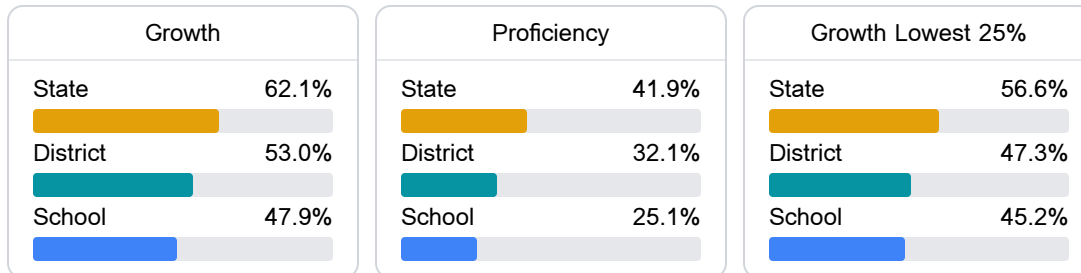 Growth
State 62.1%
District 53.0%
School 47.9%
Proficiency
State 41.9%
District 32.1%
School 25.1%
Growth Lowest 25%
State 56.6%
District 47.3%
School 45.2%